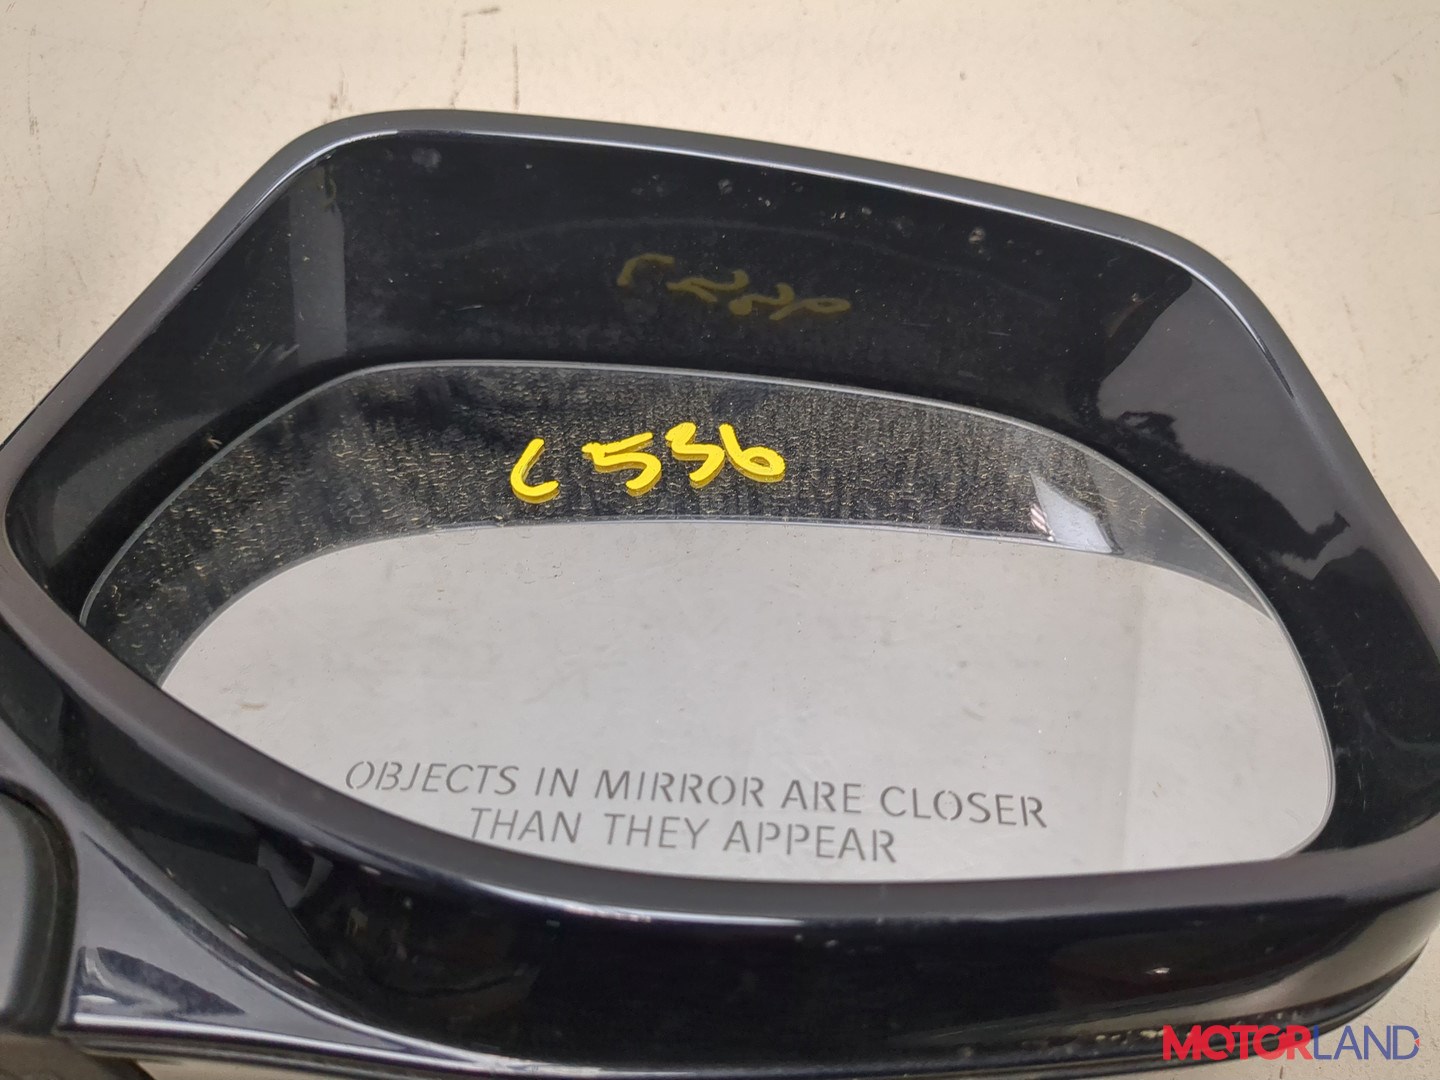 C536
OBJECTS IN MIRROR ARE CLOSER
THAN THEY APPEAR
MOTORLAND